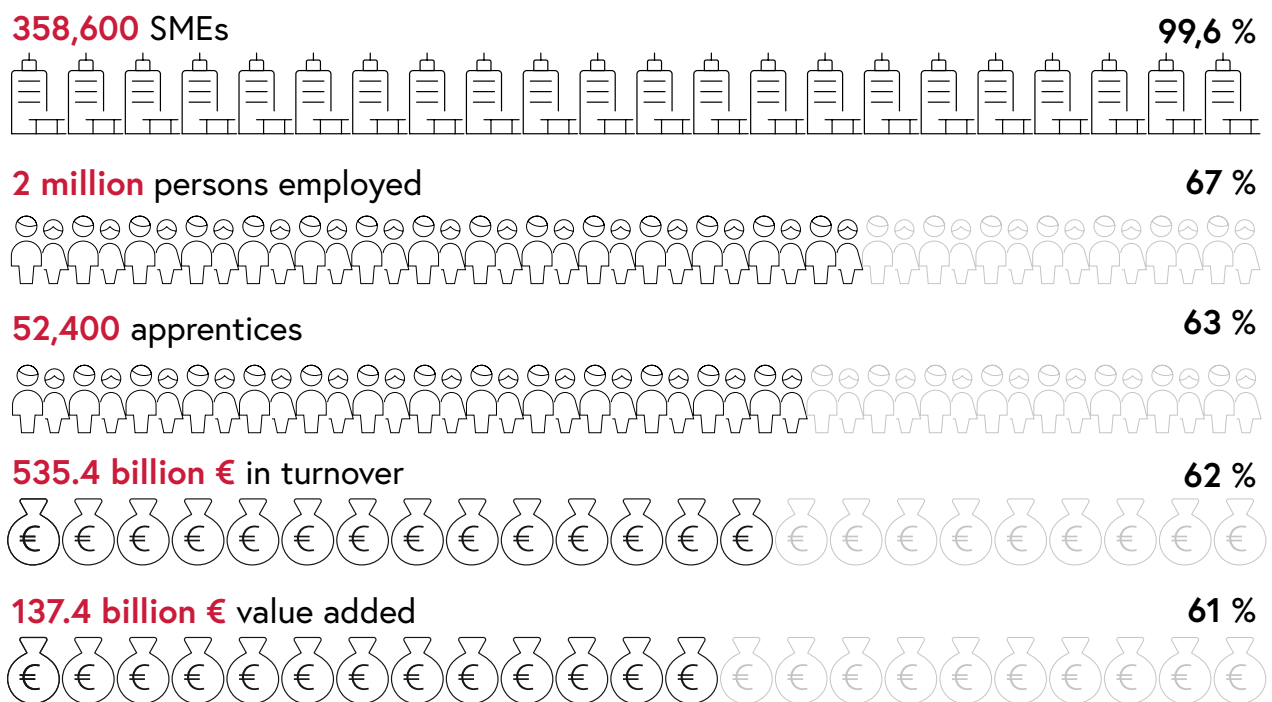 358,600 SMEs 99,6 %
2 million persons employed 67 %
52,400 apprentices 63 %
535.4 billion € in turnover 62 %
€ € € € € € € € € € € € € € € € € € € € € € €
137.4 billion € value added 61 %
€ € € € € € € € € € € € € € € € € € € € € € €